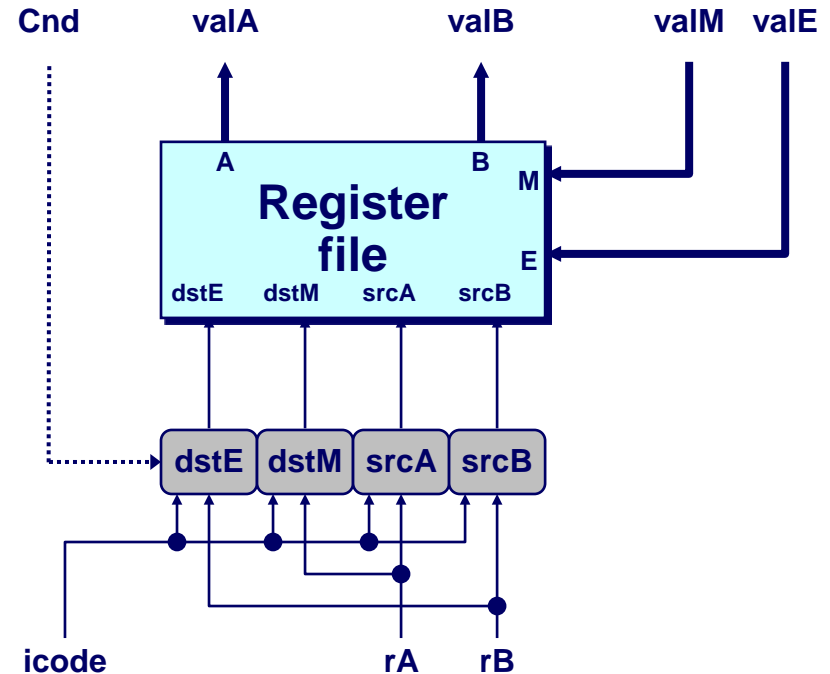 Cnd valA valB valM valE
A B
M
Register
file
E
dstE dstM srcA srcB
dstE dstM srcA srcB
icode rA rB